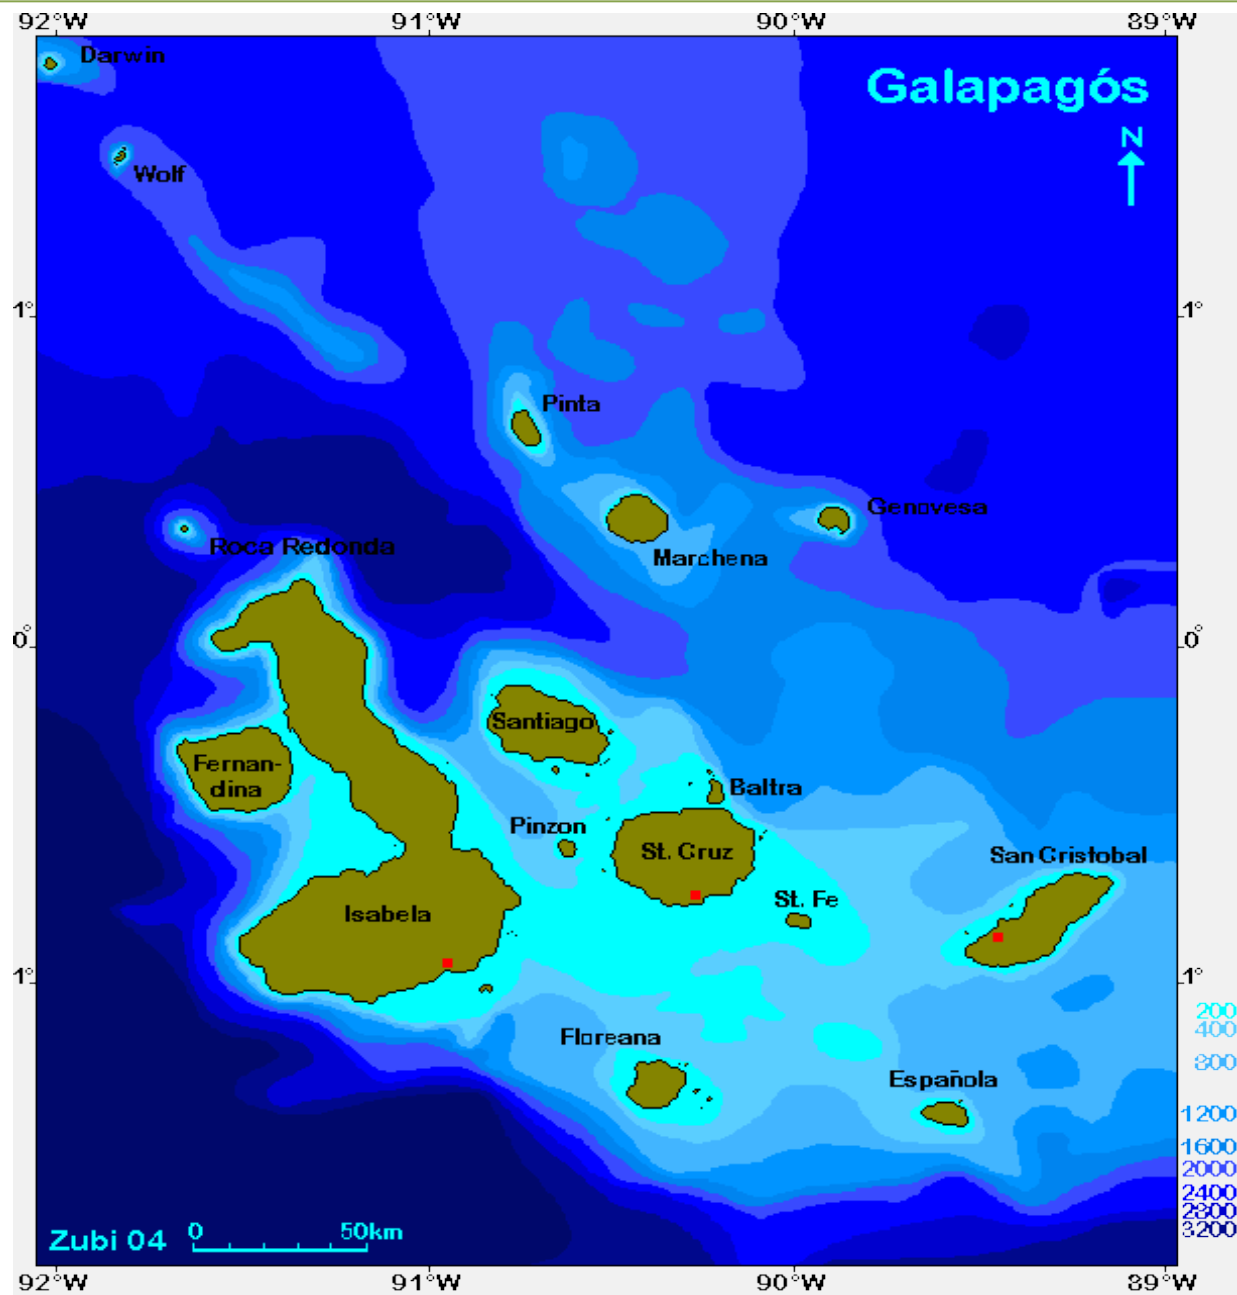 92°W 91°W 90°W 89°W
Darwin
Galapagós
N
Wolf
1° 1°
Pinta
Genovesa
Roca Redonda
Marchena
0° 0°
Santiago
Fernan-
dina
Baltra
Pinzon
St. Cruz
San Cristobal
St. Fe
Isabela
1° 1°
200
400
Floreana
800
Española
1200
1600
2000
2400
2800
3200
Zubi 04 0 50km
92°W 91°W 90°W 89°W